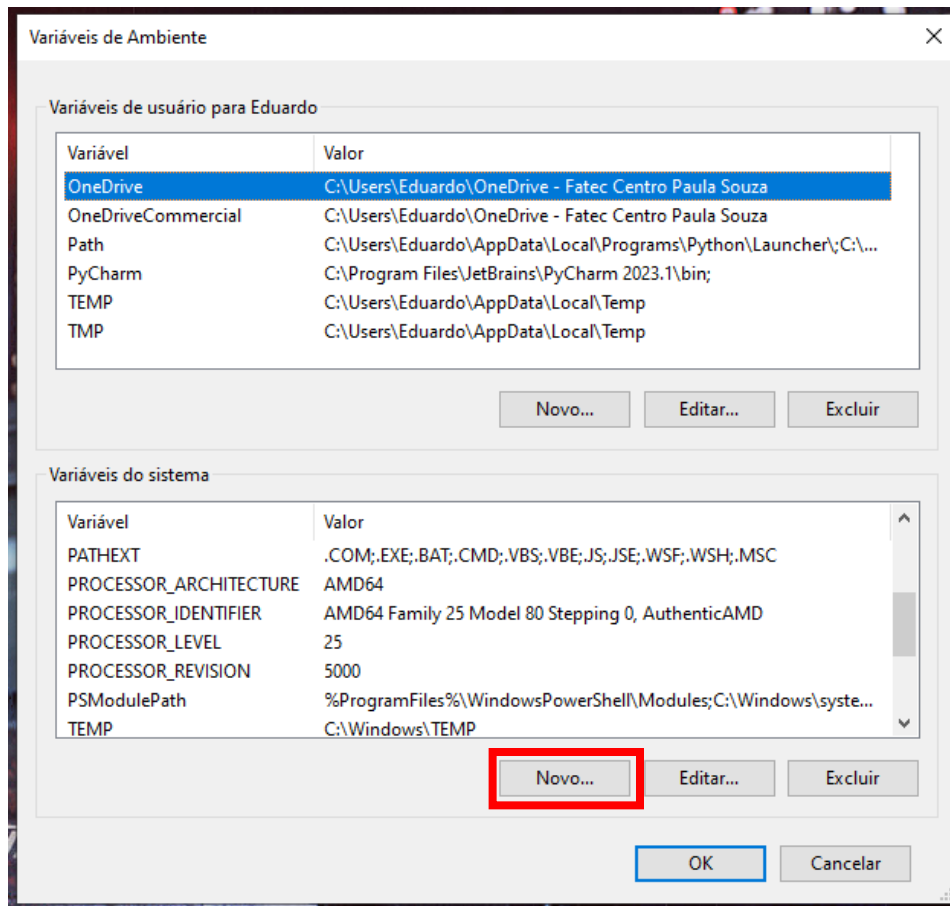 Variáveis de Ambiente
Variáveis de usuário para Eduardo
Variável Valor
OneDrive C:\Users\Eduardo\OneDrive - Fatec Centro Paula Souza
OneDriveCommercial C:\Users\Eduardo\OneDrive - Fatec Centro Paula Souza
Path C:\Users\Eduardo\AppData\Local\Programs\Python\Launcher\;C:\...
PyCharm C:\Program Files\JetBrains\PyCharm 2023.1\bin;
TEMP C:\Users\Eduardo\AppData\Local\Temp
TMP C:\Users\Eduardo\AppData\Local\Temp
Novo... Editar... Excluir
Variáveis do sistema
Variável Valor
PATHEXT .COM;.EXE;.BAT;.CMD;.VBS;.VBE;.JS;.JSE;.WSF;.WSH;.MSC
PROCESSOR_ARCHITECTURE AMD64
PROCESSOR_IDENTIFIER AMD64 Family 25 Model 80 Stepping 0, AuthenticAMD
PROCESSOR_LEVEL 25
PROCESSOR_REVISION 5000
PSModulePath %ProgramFiles%\WindowsPowerShell\Modules;C:\Windows\syste...
TEMP C:\Windows\TEMP
Novo... Editar... Excluir
OK Cancelar